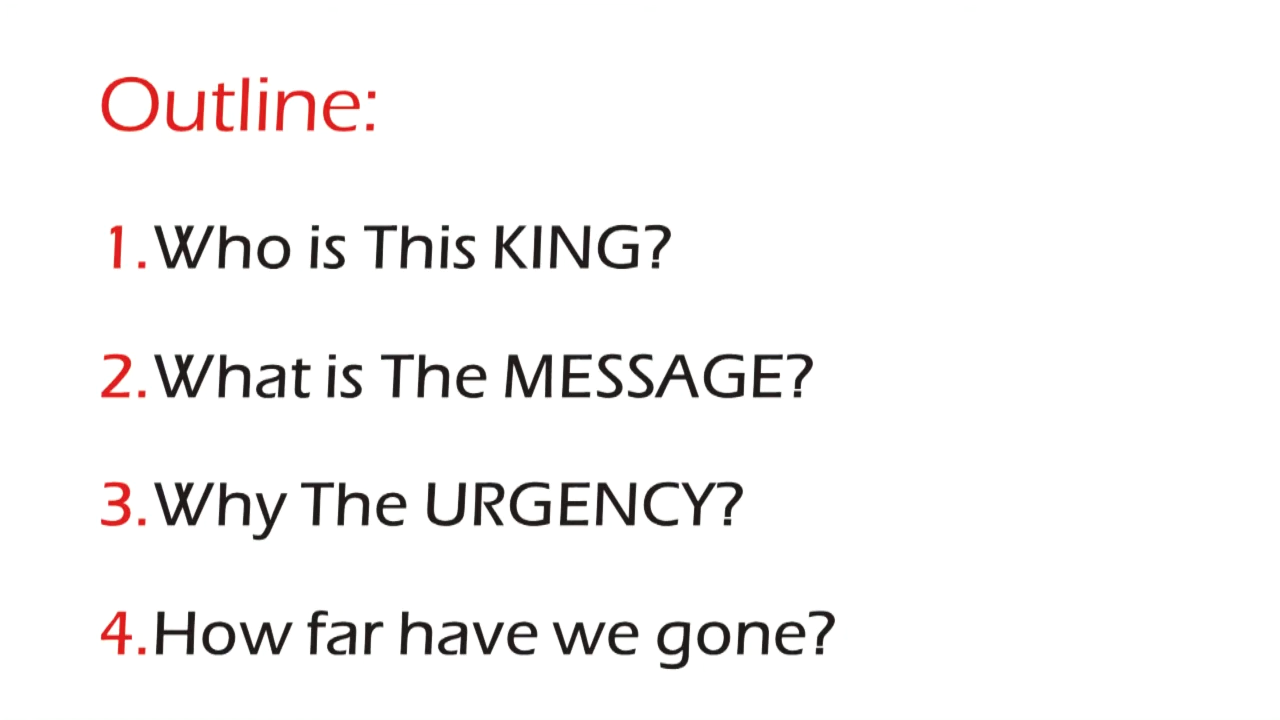 Outline:
1. Who is This KING?
2. What is The MESSAGE?
3. Why The URGENCY?
4. How far have we gone?